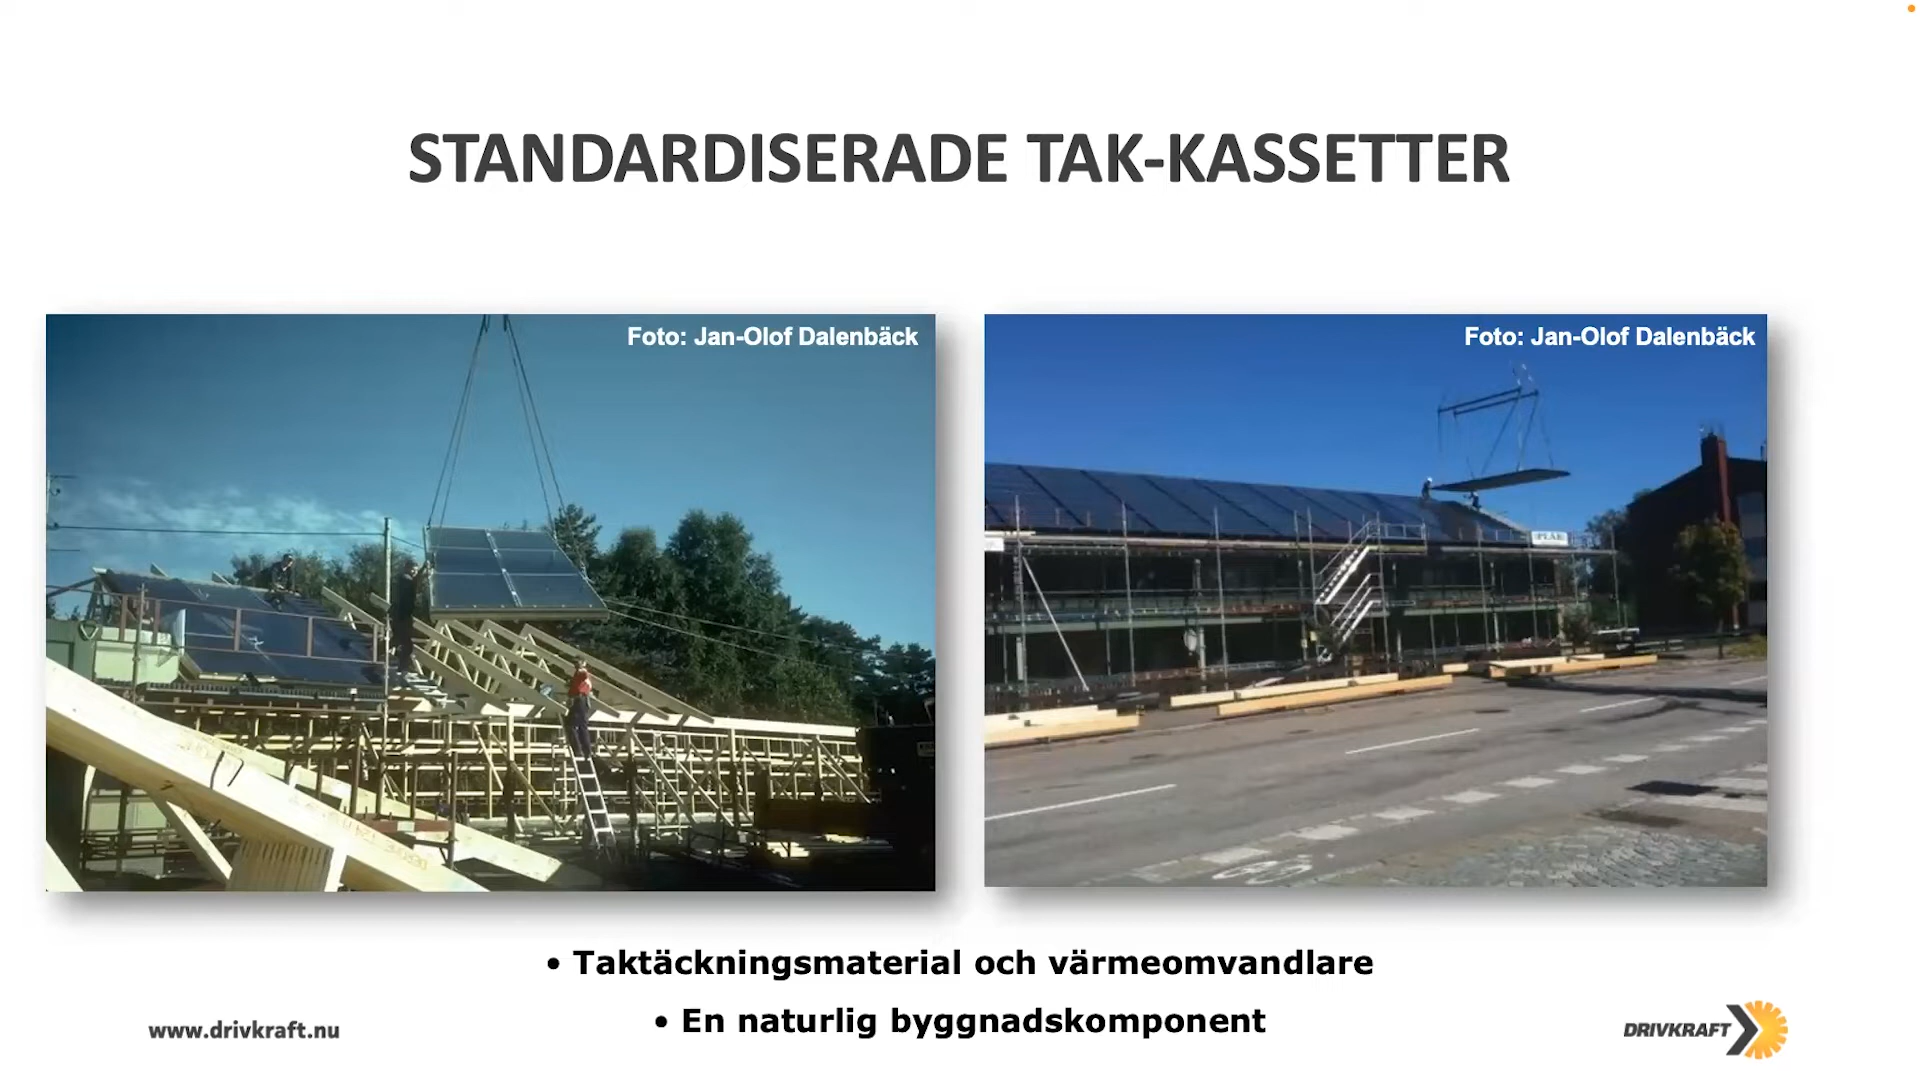 STANDARDISERADE TAK-KASSETTER
Foto: Jan-Olof Dalenbäck
Foto: Jan-Olof Dalenbäck
• Taktäckningsmaterial och värmeomvandlare
• En naturlig byggnadskomponent
www.drivkraft.nu
DRIVKRAFT